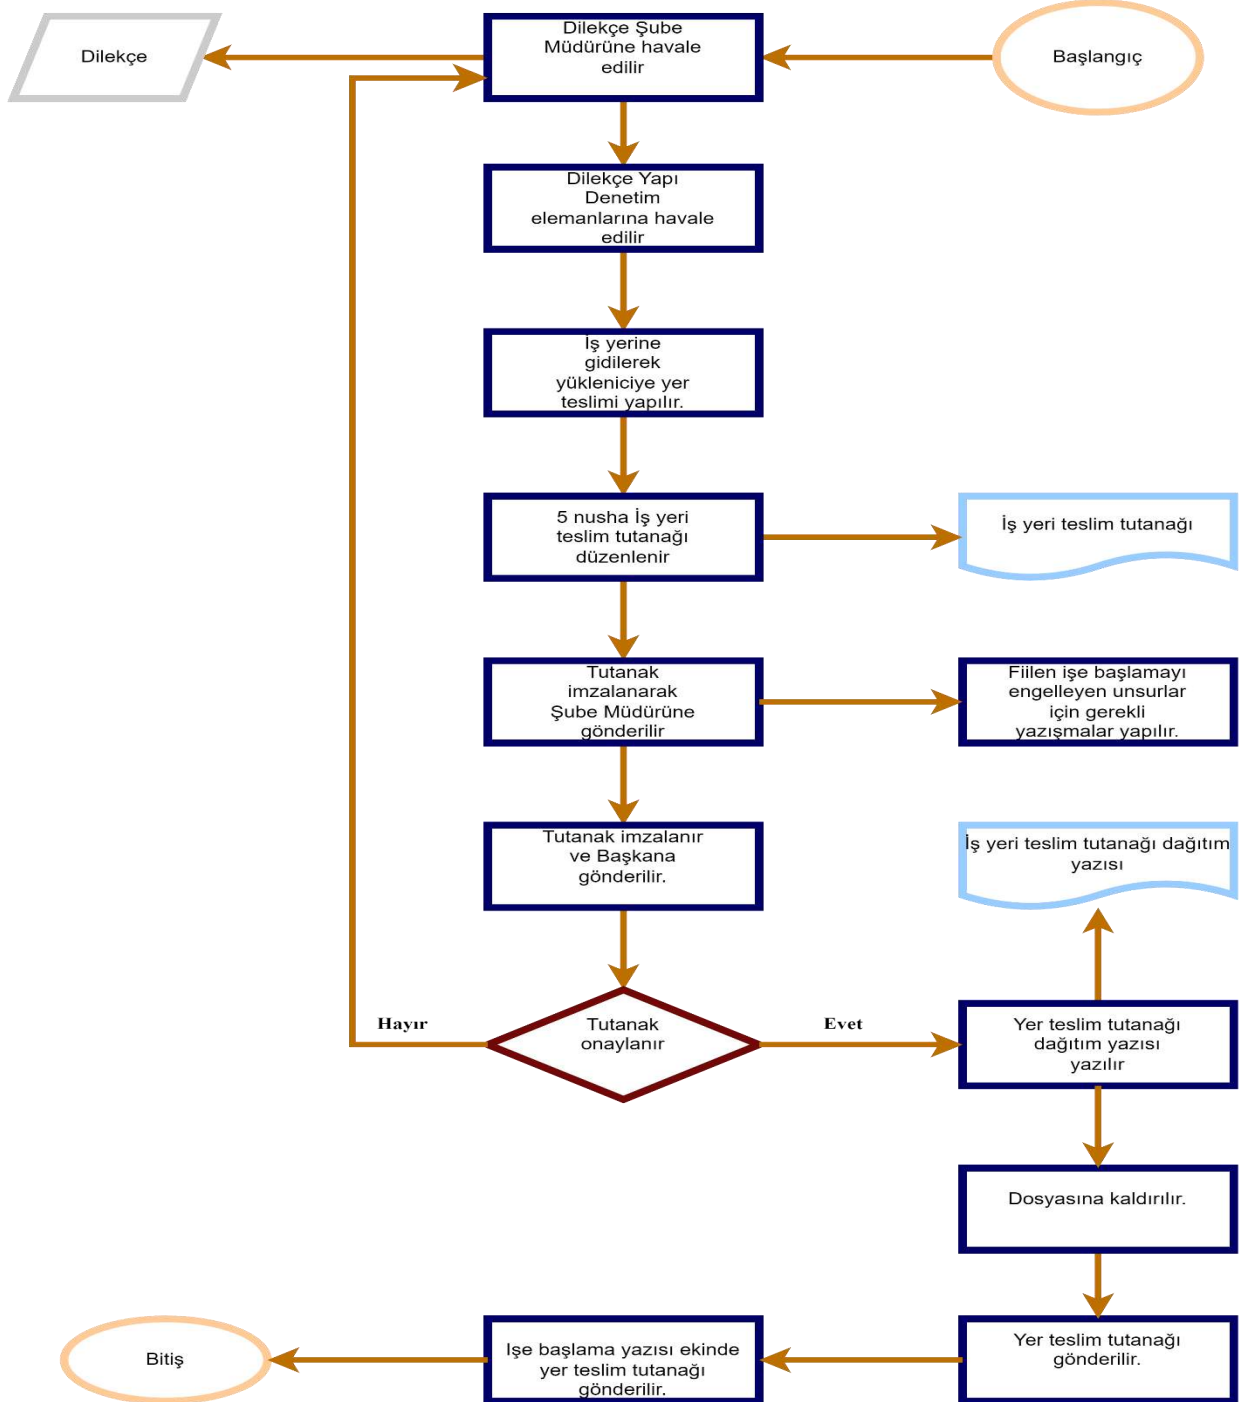 Dilekçe
Dilekçe Şube
Müdürüne havale
edilir
Başlangıç
Dilekçe Yapı
Denetim
elemanlarına havale
edilir
İş yerine
gidilerek
yükleniciye yer
teslimi yapılır.
5 nusha İş yeri
teslim tutanağı
düzenlenir
İş yeri teslim tutanağı
Tutanak
imzalanarak
Şube Müdürüne
gönderilir
Fiilen işe başlamayı
engelleyen unsurlar
için gerekli
yazışmalar yapılır.
Tutanak imzalanır
ve Başkana
gönderilir.
İş yeri teslim tutanağı dağıtım
yazısı
Hayır
Tutanak
onaylanır
Evet
Yer teslim tutanağı
dağıtım yazısı
yazılır
Dosyasına kaldırılır.
Yer teslim tutanağı
gönderilir.
Işe başlama yazısı ekinde
yer teslim tutanağı
gönderilir.
Bitiş